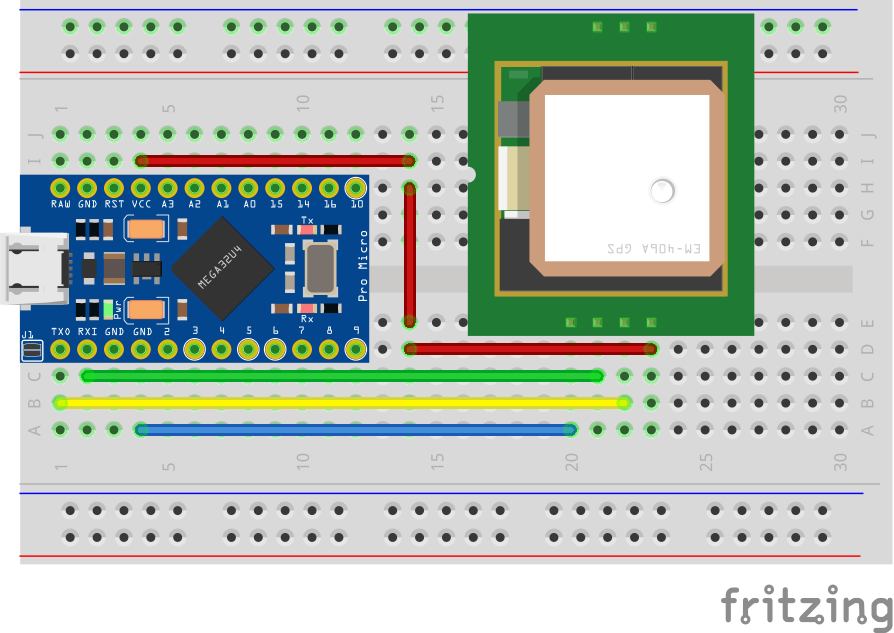 1 5 10 15 30
J J
I I
H
G
F
RAW GND RST VCC A3 A2 A1 A0 15 14 16 10
Tx
MEGA32U4
Pro Micro
EM-406A GPS
Pwr
Rx
J1
TXO RXI GND GND 2 3 4 5 6 7 8 9
E
D
C C
B B
A A
1 5 10 15 20 25 30
fritzing